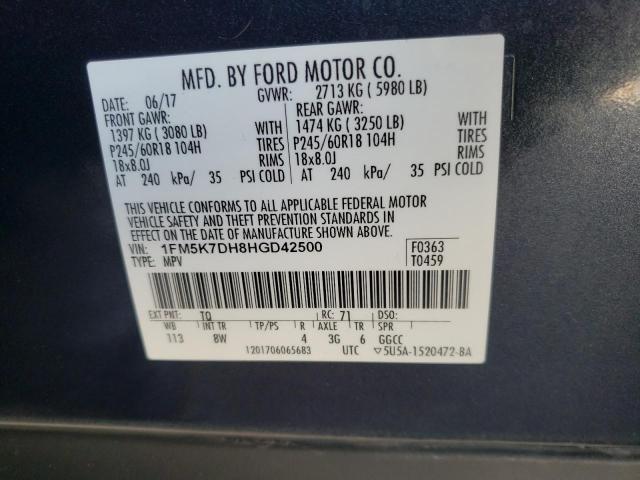 MFD. BY FORD MOTOR CO.
DATE: 06/17 GVWR: 2713 KG ( 5980 LB)
FRONT GAWR: REAR GAWR:
1397 KG ( 3080 LB) WITH 1474 KG ( 3250 LB) WITH
P245/60R18 104H TIRES P245/60R18 104H TIRES
18x8.0J RIMS 18x8.0J RIMS
AT 240 kPa/ 35 PSI COLD AT 240 kPa/ 35 PSI COLD
THIS VEHICLE CONFORMS TO ALL APPLICABLE FEDERAL MOTOR
VEHICLE SAFETY AND THEFT PREVENTION STANDARDS IN
EFFECT ON THE DATE OF MANUFACTURE SHOWN ABOVE.
VIN: 1FM5K7DH8HGD42500 F0363
TYPE: MPV T0459
EXT PNT: TQ RC: 71 DSO:
WB INT TR TP/PS R AXLE TR SPR
113 8W 4 3G 6 GGCC
1201706065683 UTC ▽5U5A-1520472-BA